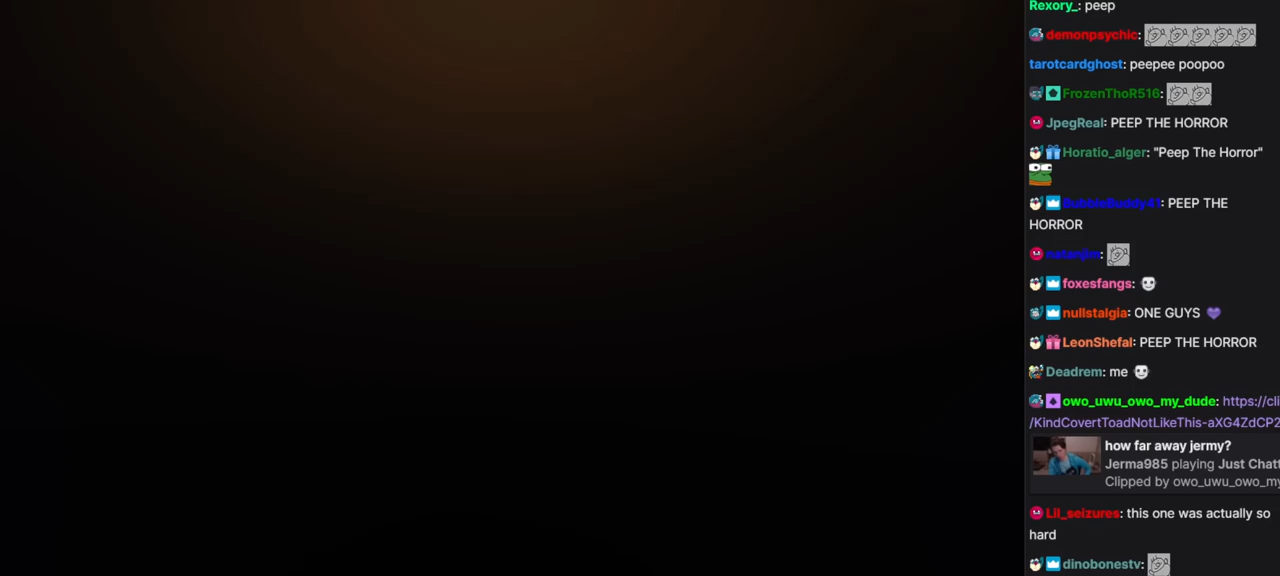 Rexory_: peep
demonpsychic:
tarotcardghost: peepee poopoo
FrozenThoR516:
JpegReal: PEEP THE HORROR
Horatio_alger: "Peep The Horror"
BubbleBuddy41: PEEP THE
HORROR
natanjim:
foxesfangs:
nullstalgia: ONE GUYS
LeonShefal: PEEP THE HORROR
Deadrem: me
owo_uwu_owo_my_dude: https://cli
/KindCovertToadNotLikeThis-aXG4ZdCP2
how far away jermy?
Jerma985 playing Just Chatt
Clipped by owo_uwu_owo_my
Lil_seizures: this one was actually so
hard
dinobonestv: